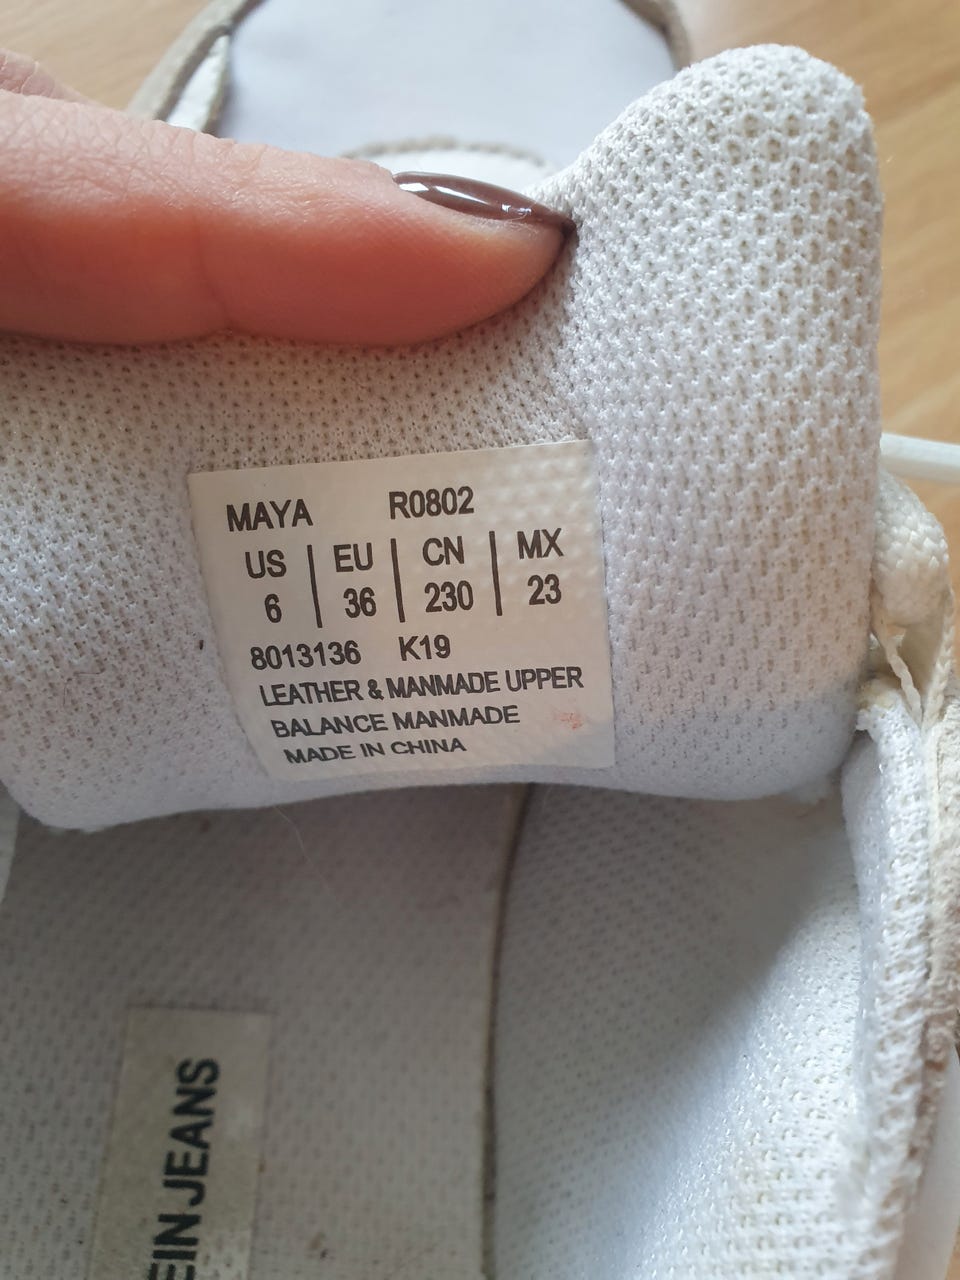 MAYA R0802
US | EU | CN | MX
6 | 36 | 230 | 23
8013136 K19
LEATHER & MANMADE UPPER
BALANCE MANMADE
MADE IN CHINA
EIN JEANS